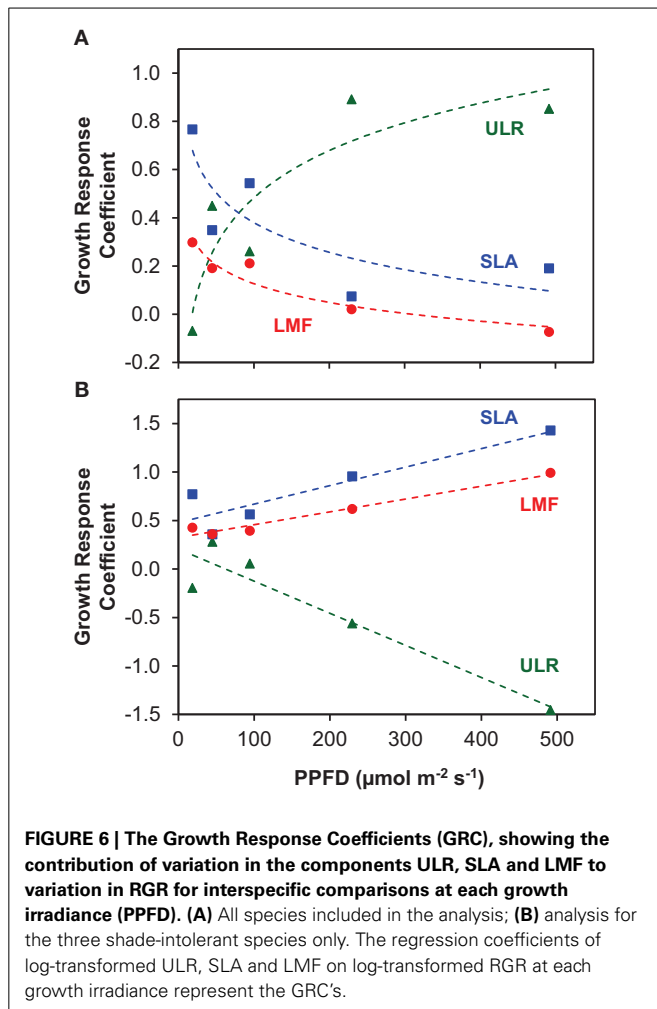 A
1.0
0.8
0.6
0.4
0.2
0.0
-0.2
Growth Response
Coefficient
ULR
SLA
LMF
B
1.5
1.0
0.5
0.0
-0.5
-1.0
-1.5
Growth Response
Coefficient
SLA
LMF
ULR
0 100 200 300 400 500
PPFD (µmol m-2 s-1)
FIGURE 6 | The Growth Response Coefficients (GRC), showing the
contribution of variation in the components ULR, SLA and LMF to
variation in RGR for interspecific comparisons at each growth
irradiance (PPFD). (A) All species included in the analysis; (B) analysis for
the three shade-intolerant species only. The regression coefficients of
log-transformed ULR, SLA and LMF on log-transformed RGR at each
growth irradiance represent the GRC's.